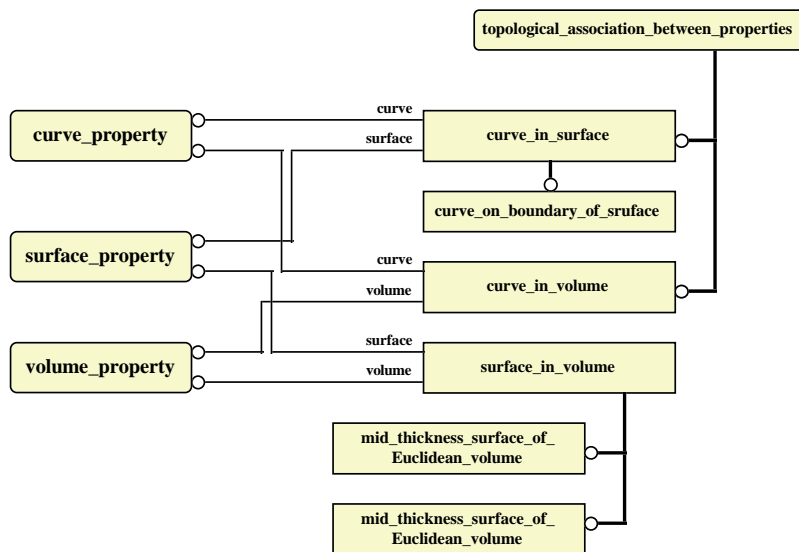 topological_association_between_properties
curve
curve_property
curve_in_surface
surface
curve_on_boundary_of_sruface
surface_property
curve
curve_in_volume
volume
surface
volume_property
surface_in_volume
volume
mid_thickness_surface_of_
Euclidean_volume
mid_thickness_surface_of_
Euclidean_volume